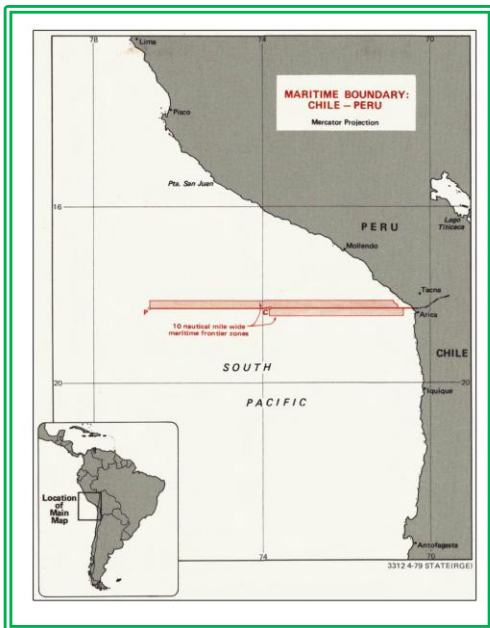 78
74
70
Lima
MARITIME BOUNDARY:
CHILE – PERU
Mercator Projection
Pisco
Pta. San Juan
16
Lago
Titicaca
PERU
Mollendo
Tacna
P
C
Arica
10 nautical mile wide
maritime frontier zones
CHILE
SOUTH
20
20
PACIFIC
Iquique
Location
of
Main
Map
Antofagasta
74
70
3312 4-79 STATE(RGE)